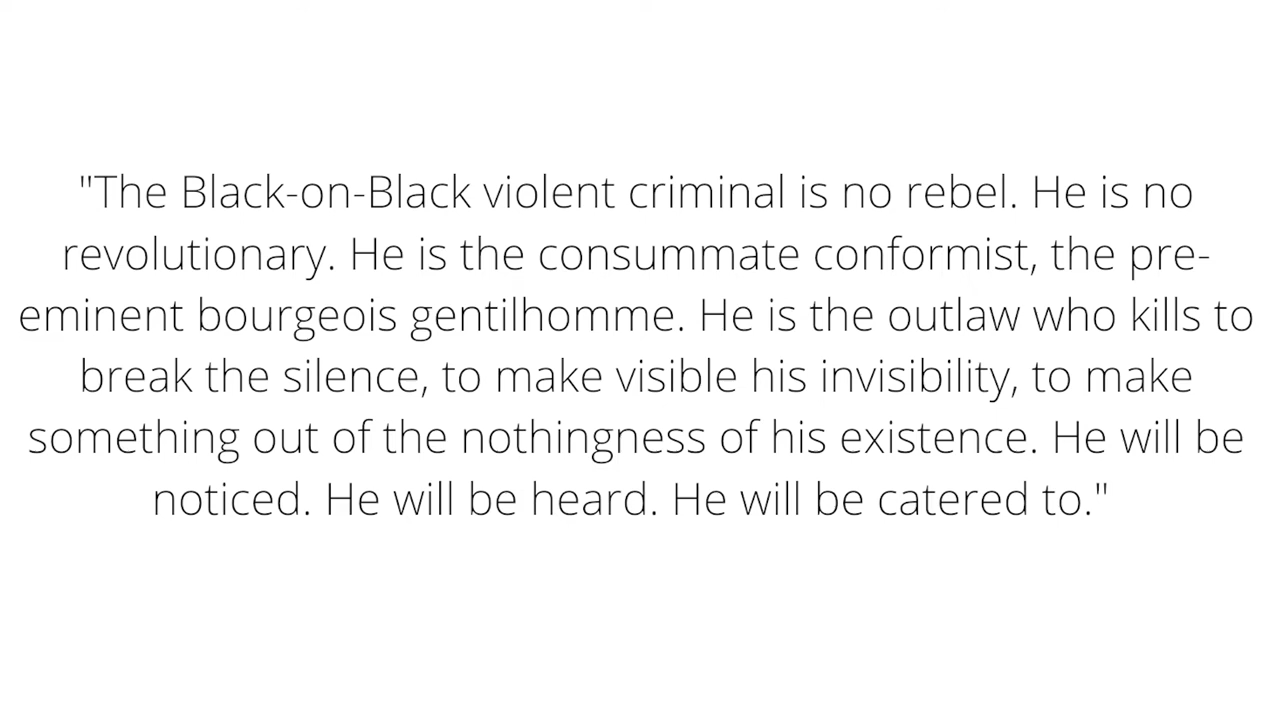 "The Black-on-Black violent criminal is no rebel. He is no
revolutionary. He is the consummate conformist, the pre-
eminent bourgeois gentilhomme. He is the outlaw who kills to
break the silence, to make visible his invisibility, to make
something out of the nothingness of his existence. He will be
noticed. He will be heard. He will be catered to."